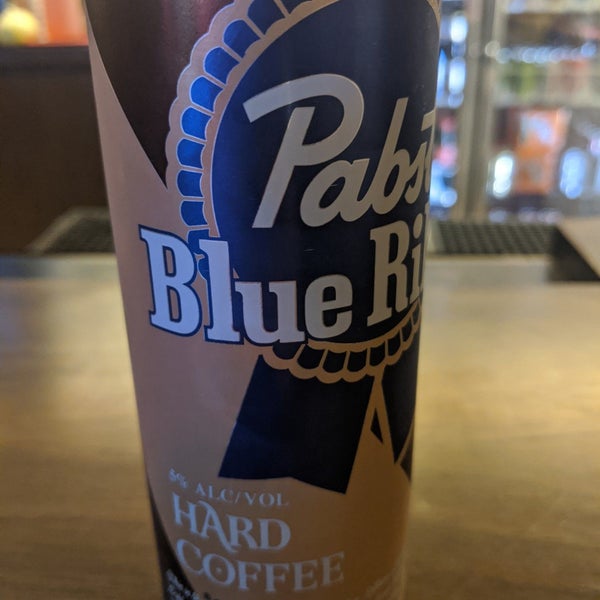 Pabst
Blue Ri
5% ALC/VOL
HARD
COFFEE